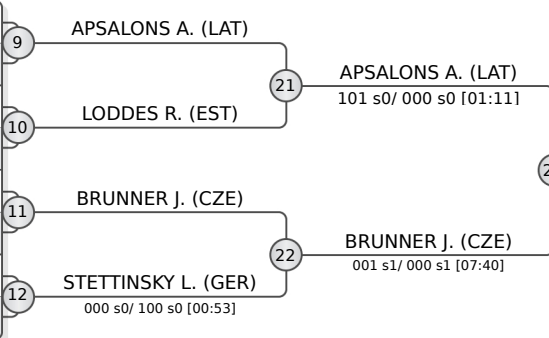 APSALONS A. (LAT)
9
21
APSALONS A. (LAT)
101 s0/ 000 s0 [01:11]
LODDES R. (EST)
10
BRUNNER J. (CZE)
11
22
BRUNNER J. (CZE)
001 s1/ 000 s1 [07:40]
STETTINSKY L. (GER)
12
000 s0/ 100 s0 [00:53]